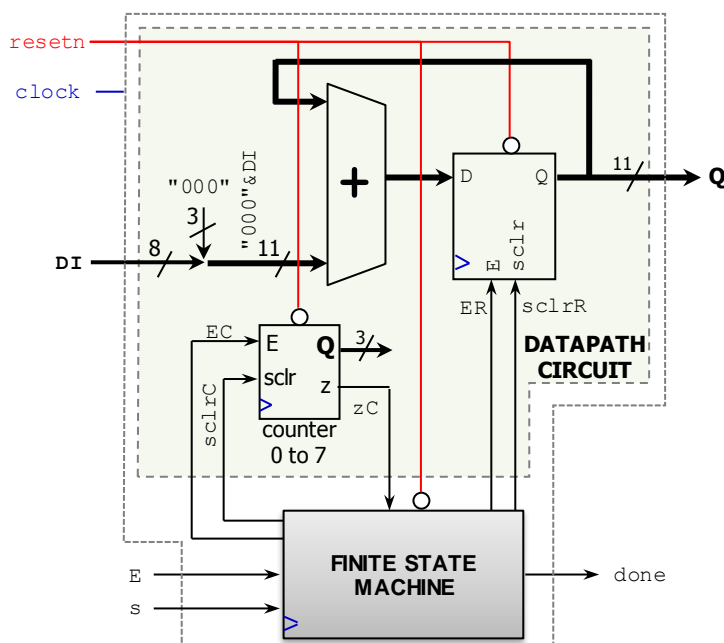 resetn
clock
"000"
3
"000"&DI
8
11
DI
+
D
Q
E
sclr
11
Q
ER
sclrR
DATAPATH
CIRCUIT
EC
sclrC
E
Q
3
sclr
z
zC
counter
0 to 7
FINITE STATE
MACHINE
E
s
done